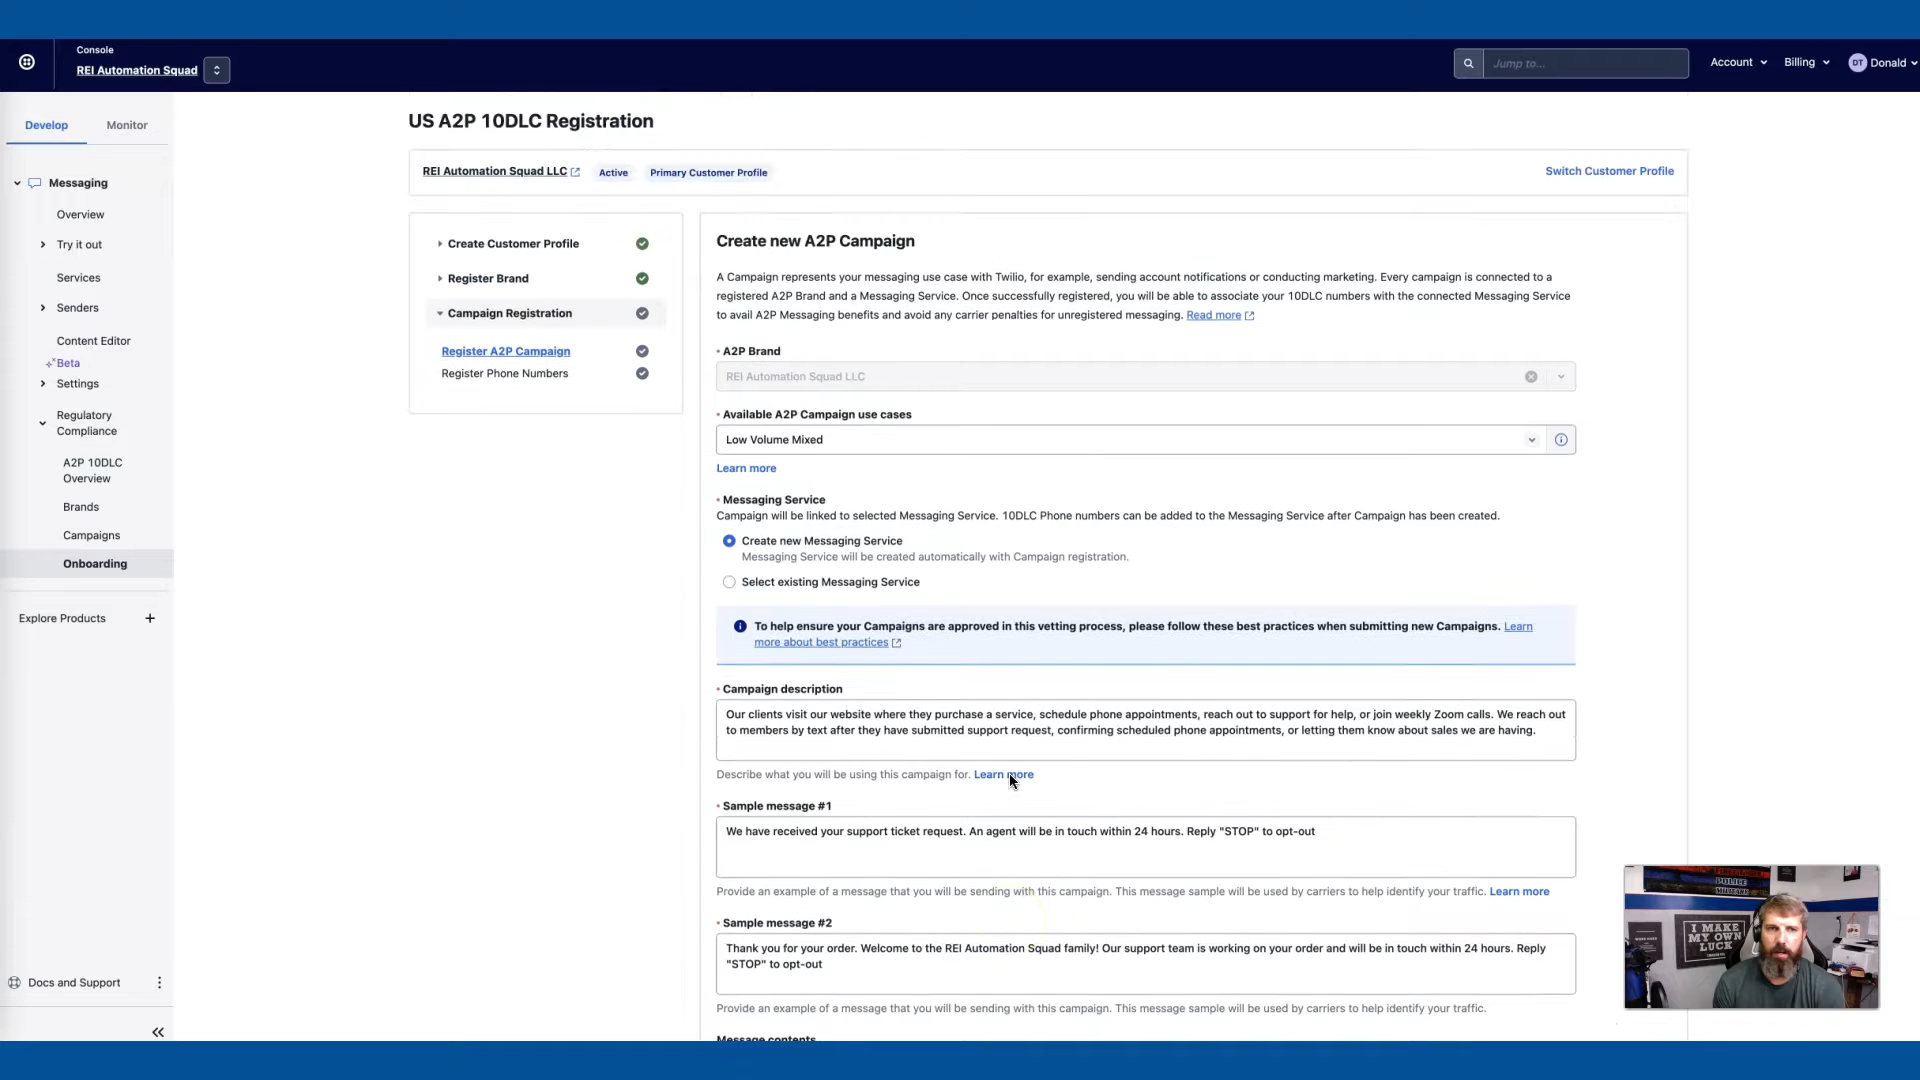 Console
REI Automation Squad
Jump to...
Account
Billing
DT
Donald
Develop
Monitor
Messaging
Overview
Try it out
Services
Senders
Content Editor
Beta
Settings
Regulatory
Compliance
A2P 10DLC
Overview
Brands
Campaigns
Onboarding
Explore Products
Docs and Support
US A2P 10DLC Registration
REI Automation Squad LLC
Active
Primary Customer Profile
Switch Customer Profile
Create Customer Profile
Register Brand
Campaign Registration
Register A2P Campaign
Register Phone Numbers
Create new A2P Campaign
A Campaign represents your messaging use case with Twilio, for example, sending account notifications or conducting marketing. Every campaign is connected to a
registered A2P Brand and a Messaging Service. Once successfully registered, you will be able to associate your 10DLC numbers with the connected Messaging Service
to avail A2P Messaging benefits and avoid any carrier penalties for unregistered messaging. Read more
A2P Brand
REI Automation Squad LLC
Available A2P Campaign use cases
Low Volume Mixed
Learn more
Messaging Service
Campaign will be linked to selected Messaging Service. 10DLC Phone numbers can be added to the Messaging Service after Campaign has been created.
Create new Messaging Service
Messaging Service will be created automatically with Campaign registration.
Select existing Messaging Service
To help ensure your Campaigns are approved in this vetting process, please follow these best practices when submitting new Campaigns. Learn
more about best practices
Campaign description
Our clients visit our website where they purchase a service, schedule phone appointments, reach out to support for help, or join weekly Zoom calls. We reach out
to members by text after they have submitted support request, confirming scheduled phone appointments, or letting them know about sales we are having.
Describe what you will be using this campaign for. Learn more
Sample message #1
We have received your support ticket request. An agent will be in touch within 24 hours. Reply "STOP" to opt-out
Provide an example of a message that you will be sending with this campaign. This message sample will be used by carriers to help identify your traffic. Learn more
Sample message #2
Thank you for your order. Welcome to the REI Automation Squad family! Our support team is working on your order and will be in touch within 24 hours. Reply
"STOP" to opt-out
Provide an example of a message that you will be sending with this campaign. This message sample will be used by carriers to help identify your traffic.
Message contents
POLICE
I MAKE
MY OWN
LUCK